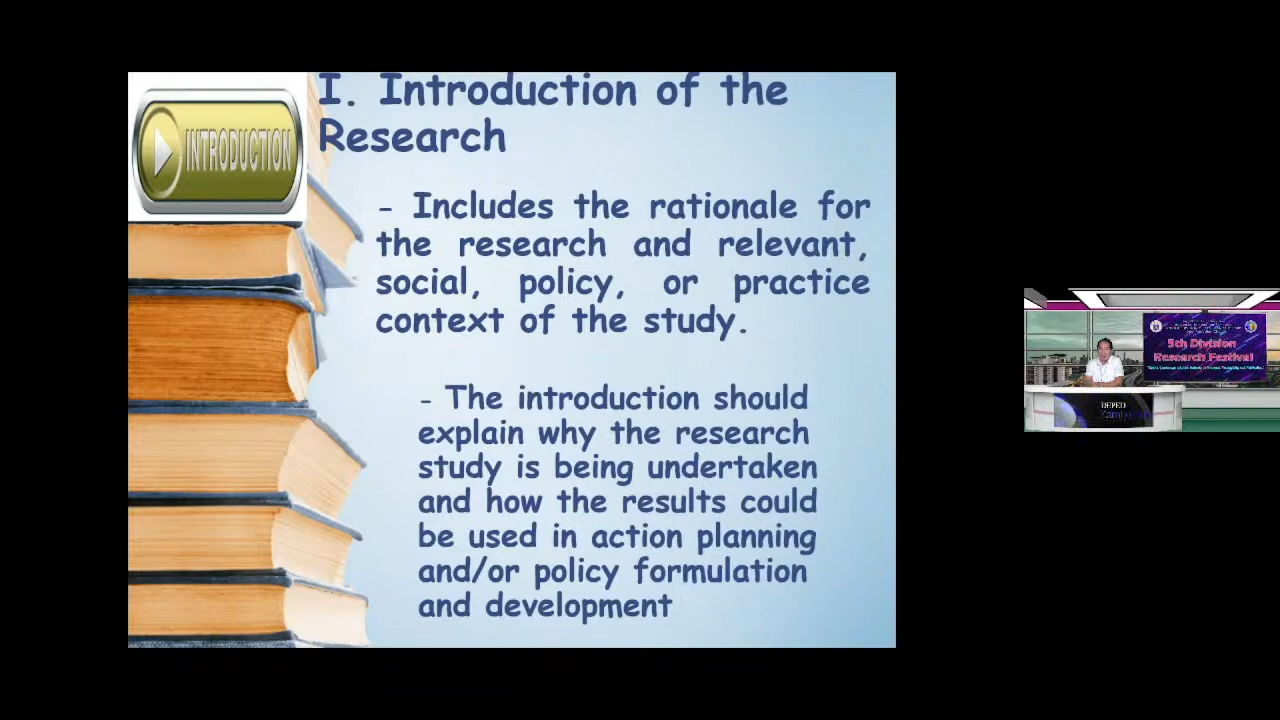 INTRODUCTION
I. Introduction of the
Research
- Includes the rationale for
the research and relevant,
social, policy, or practice
context of the study.
- The introduction should
explain why the research
study is being undertaken
and how the results could
be used in action planning
and/or policy formulation
and development
5th Division
Research Festival
DEPED